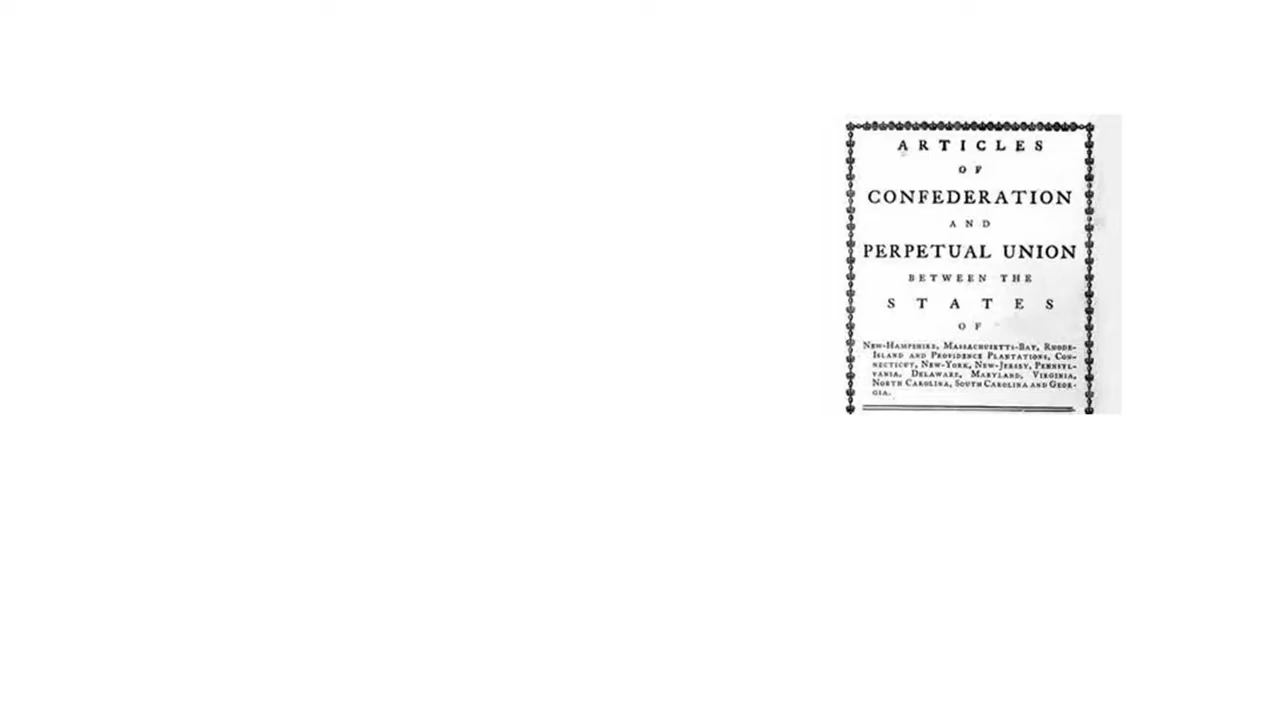 ARTICLES
OF
CONFEDERATION
AND
PERPETUAL UNION
BETWEEN THE
STATES
OF
NEW-HAMPSHIRE, MASSACHUSETTS-BAY, RHODE-
ISLAND AND PROVIDENCE PLANTATIONS, CON-
NECTICUT, NEW-YORK, NEW-JERSEY, PENNSYL-
VANIA, DELAWARE, MARYLAND, VIRGINIA,
NORTH CAROLINA, SOUTH CAROLINA AND GEOR-
GIA.